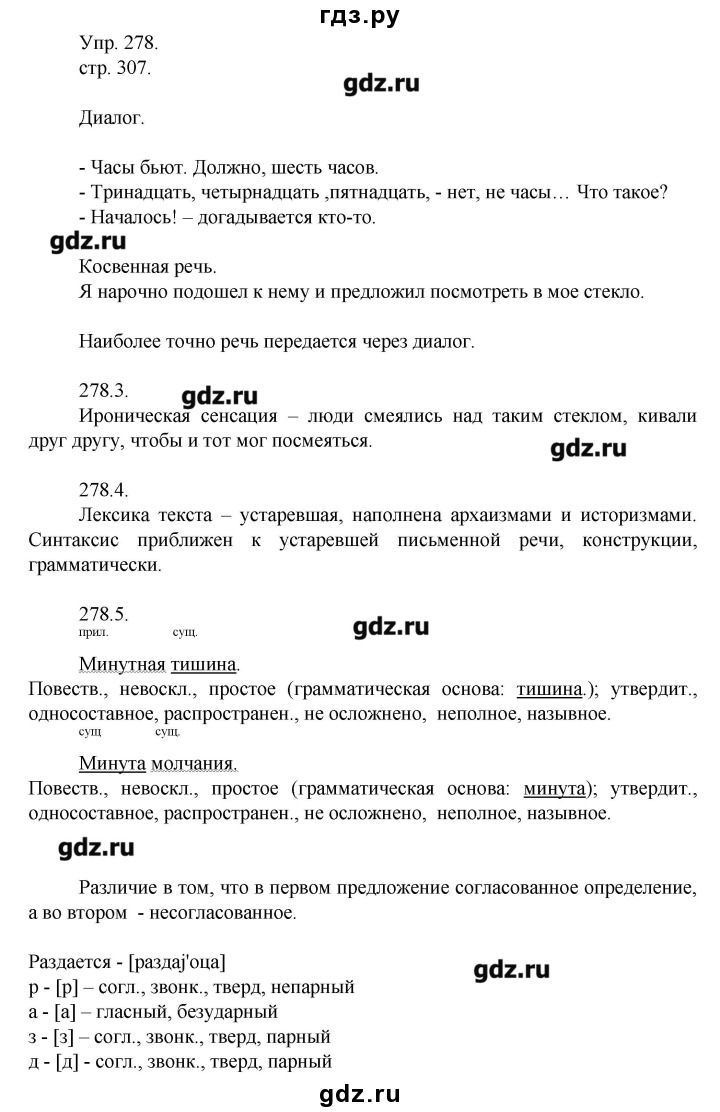 гдз.ру
Упр. 278.
стр. 307.
gdz.ru
Диалог.
- Часы бьют. Должно, шесть часов.
- Тринадцать, четырнадцать ,пятнадцать, - нет, не часы… Что такое?
- Началось! – догадывается кто-то.
gdz.ru
Косвенная речь.
Я нарочно подошел к нему и предложил посмотреть в мое стекло.
Наиболее точно речь передается через диалог.
278.3.
gdz.ru
Ироническая сенсация – люди смеялись над таким стеклом, кивали
друг другу, чтобы и тот мог посмеяться.
gdz.ru
278.4.
Лексика текста – устаревшая, наполнена архаизмами и историзмами.
Синтаксис приближен к устаревшей письменной речи, конструкции,
грамматически.
278.5.
gdz.ru
прил. сущ.
Минутная тишина.
Повеств., невоскл., простое (грамматическая основа: тишина.); утвердит.,
односоставное, распространен., не осложнено, неполное, назывное.
сущ сущ.
Минута молчания.
Повеств., невоскл., простое (грамматическая основа: минута); утвердит.,
односоставное, распространен., не осложнено, неполное, назывное.
gdz.ru
Различие в том, что в первом предложение согласованное определение,
а во втором - несогласованное.
Раздается - [раздаj'оца]
gdz.ru
р - [р] – согл., звонк., тверд, непарный
а - [а] – гласный, безударный
з - [з] – согл., звонк., тверд, парный
д - [д] - согл., звонк., тверд, парный
gdz.ru